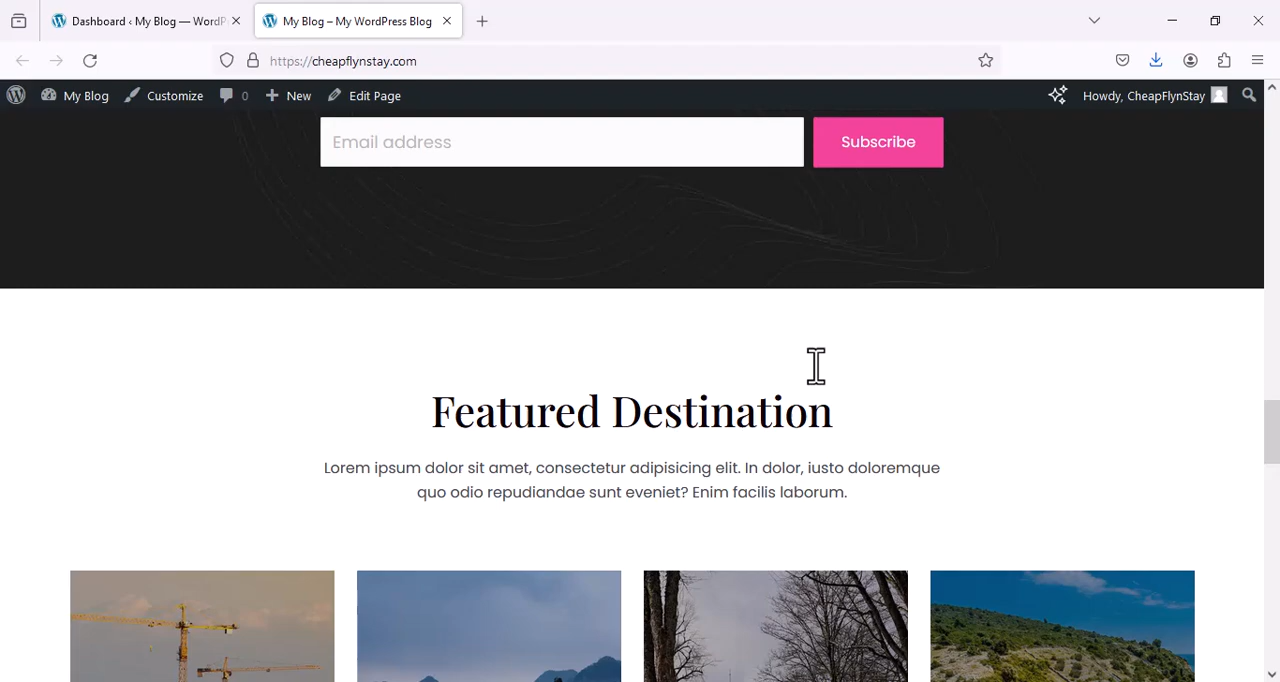 Dashboard ‹ My Blog — WordP
My Blog – My WordPress Blog
https://cheapflynstay.com
My Blog
Customize
0
New
Edit Page
Howdy, CheapFlynStay
Email address
Subscribe
Featured Destination
Lorem ipsum dolor sit amet, consectetur adipisicing elit. In dolor, iusto doloremque
quo odio repudiandae sunt eveniet? Enim facilis laborum.